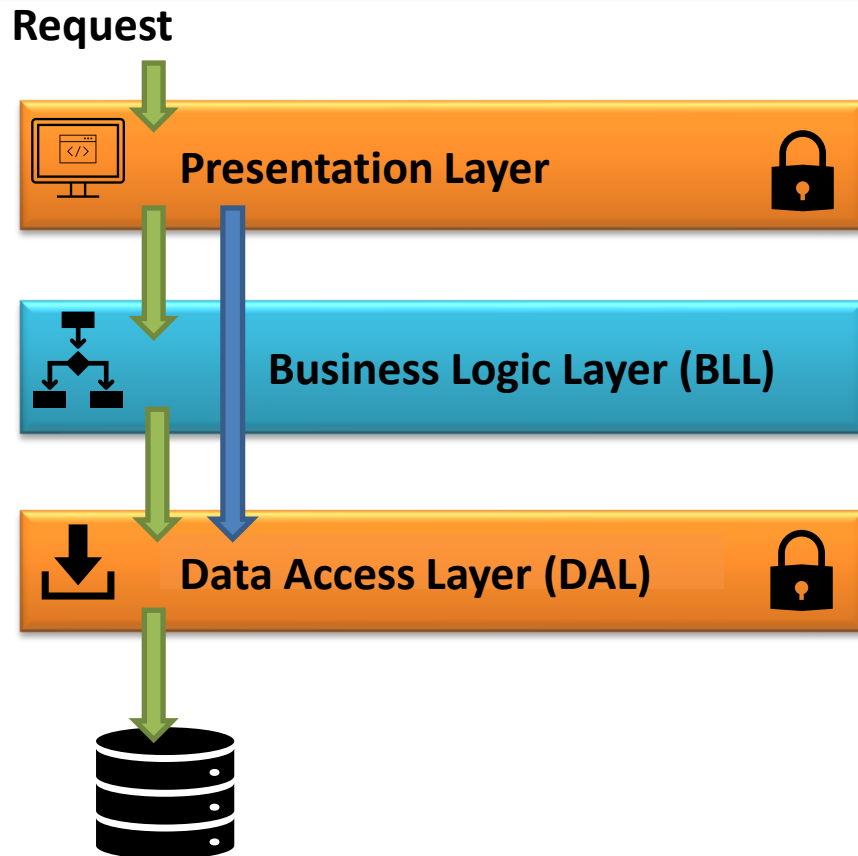 Request
</>
Presentation Layer
Business Logic Layer (BLL)
Data Access Layer (DAL)